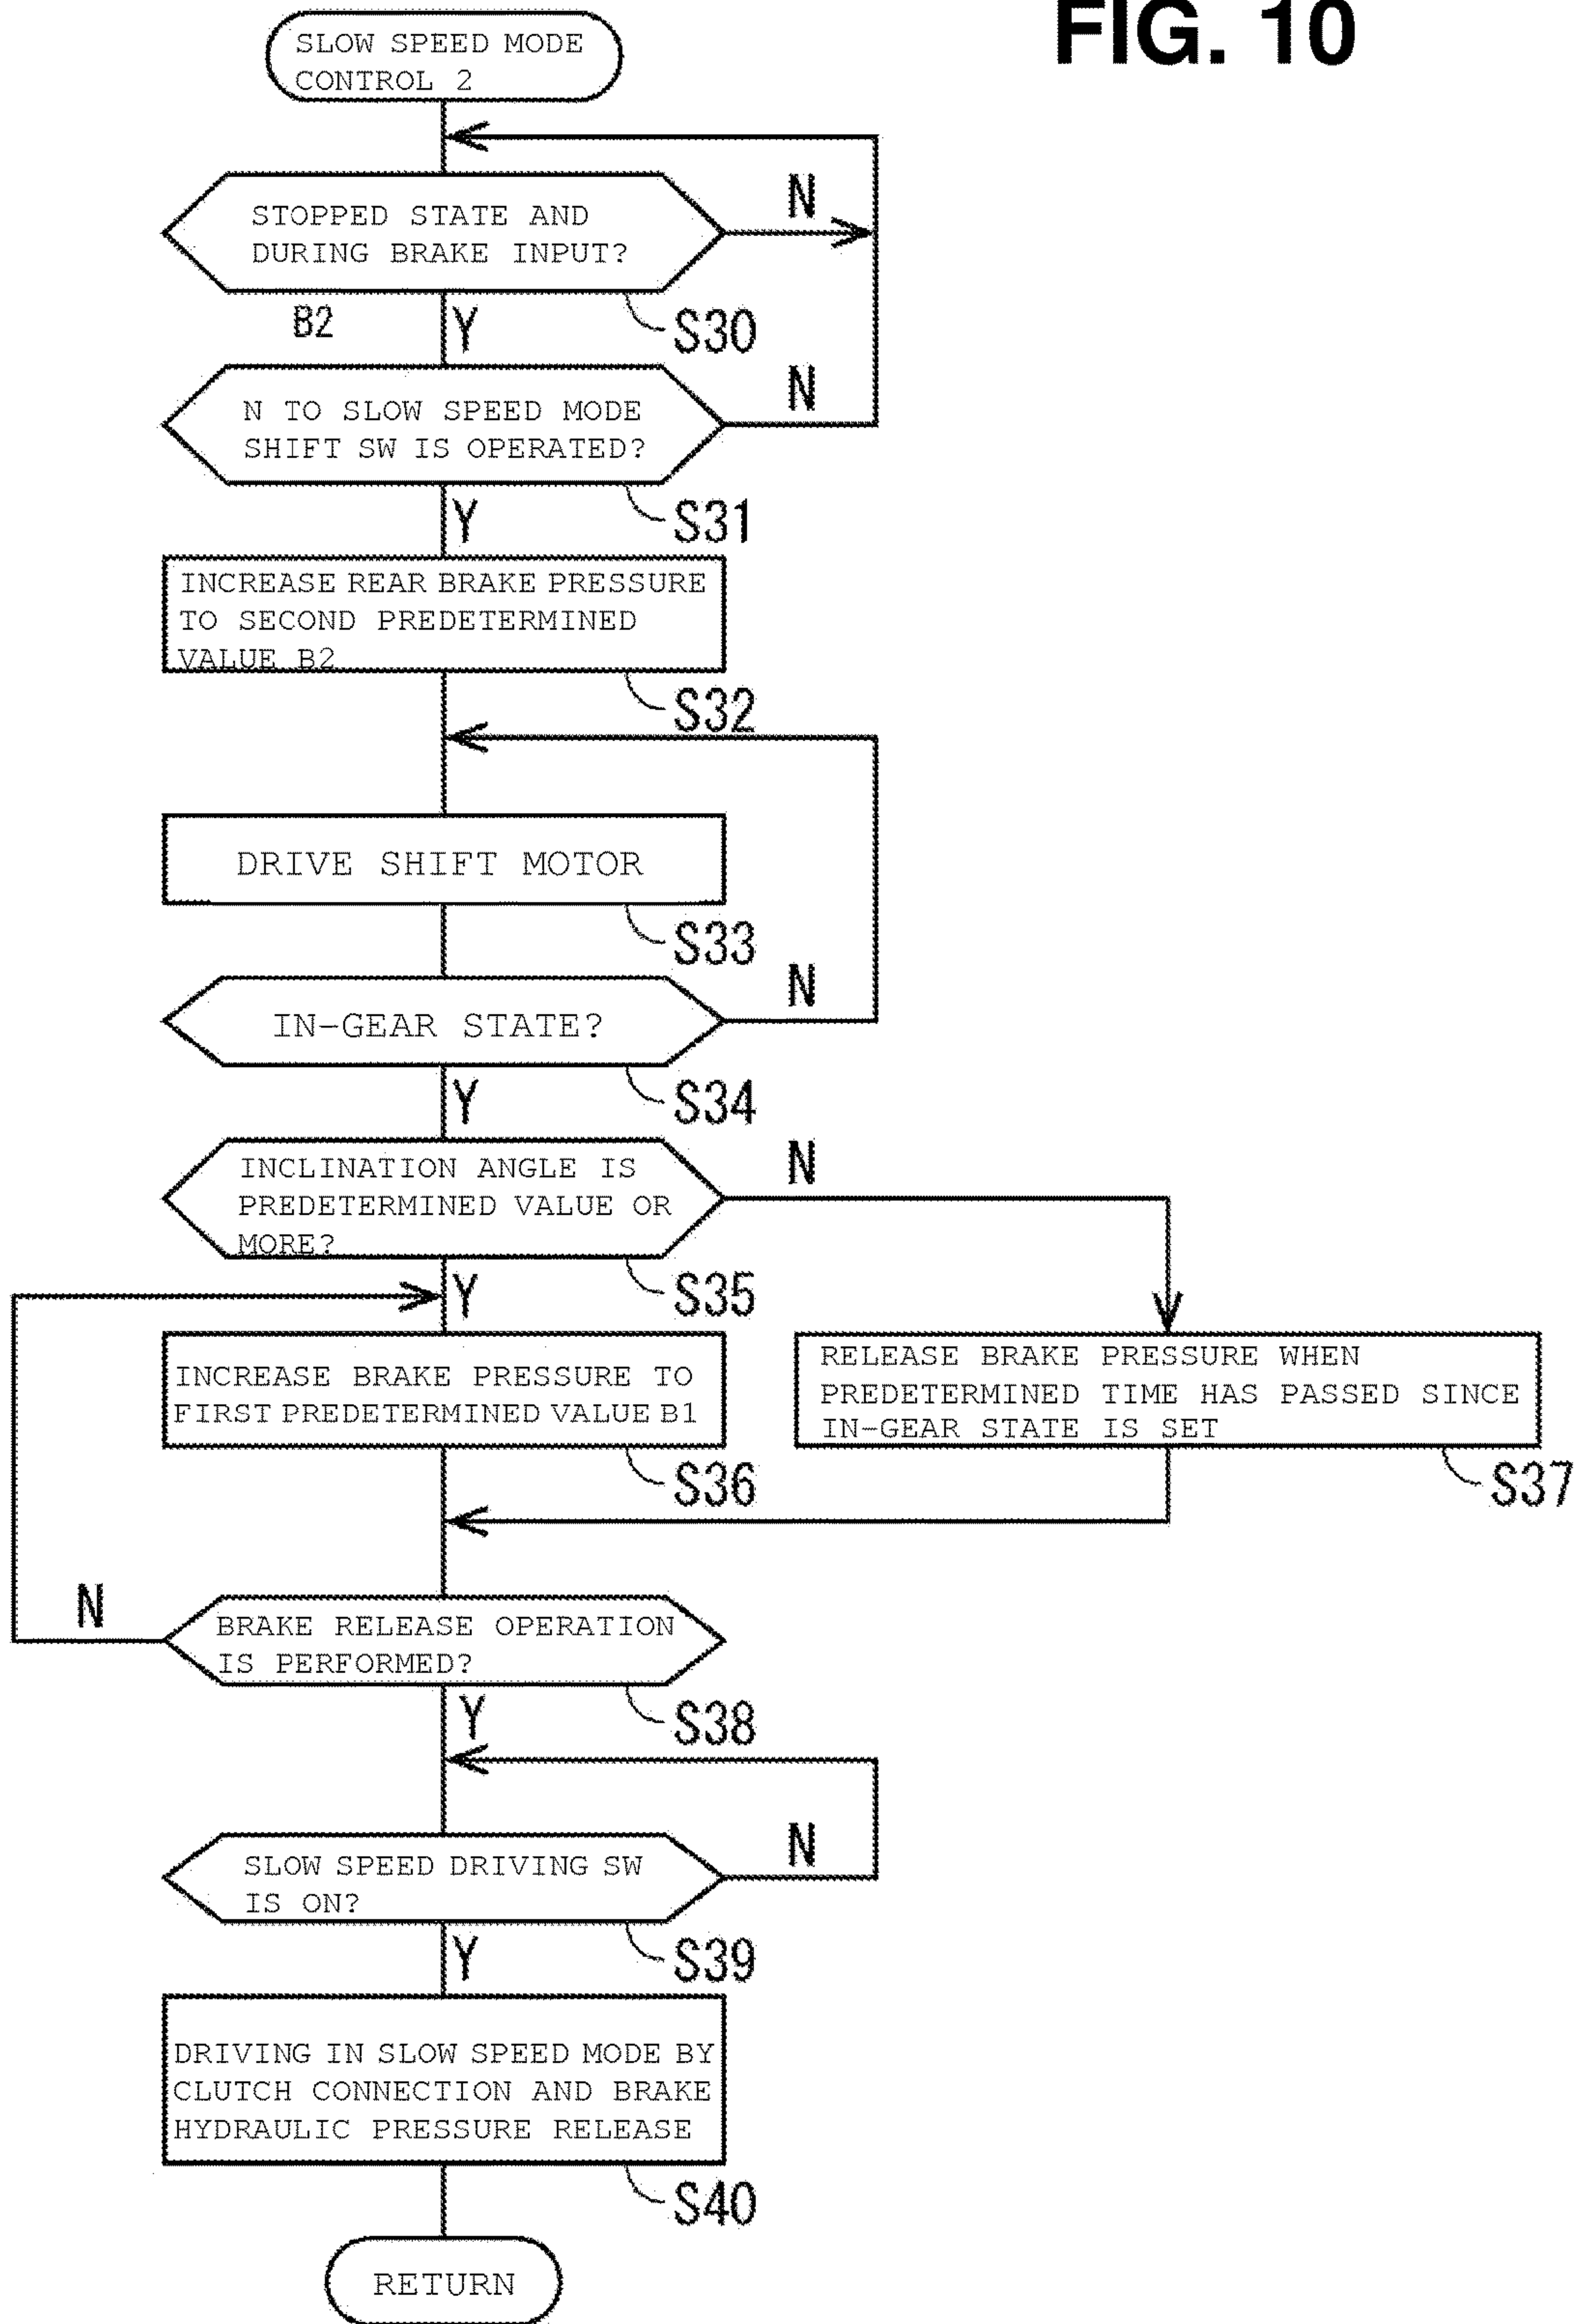 FIG. 10
SLOW SPEED MODE
CONTROL 2
STOPPED STATE AND
DURING BRAKE INPUT?
N
B2
Y
S30
N TO SLOW SPEED MODE
SHIFT SW IS OPERATED?
N
Y
S31
INCREASE REAR BRAKE PRESSURE
TO SECOND PREDETERMINED
VALUE B2
S32
DRIVE SHIFT MOTOR
S33
IN-GEAR STATE?
N
Y
S34
INCLINATION ANGLE IS
PREDETERMINED VALUE OR
MORE?
N
Y
S35
INCREASE BRAKE PRESSURE TO
FIRST PREDETERMINED VALUE B1
S36
RELEASE BRAKE PRESSURE WHEN
PREDETERMINED TIME HAS PASSED SINCE
IN-GEAR STATE IS SET
S37
N
BRAKE RELEASE OPERATION
IS PERFORMED?
Y
S38
SLOW SPEED DRIVING SW
IS ON?
N
Y
S39
DRIVING IN SLOW SPEED MODE BY
CLUTCH CONNECTION AND BRAKE
HYDRAULIC PRESSURE RELEASE
S40
RETURN